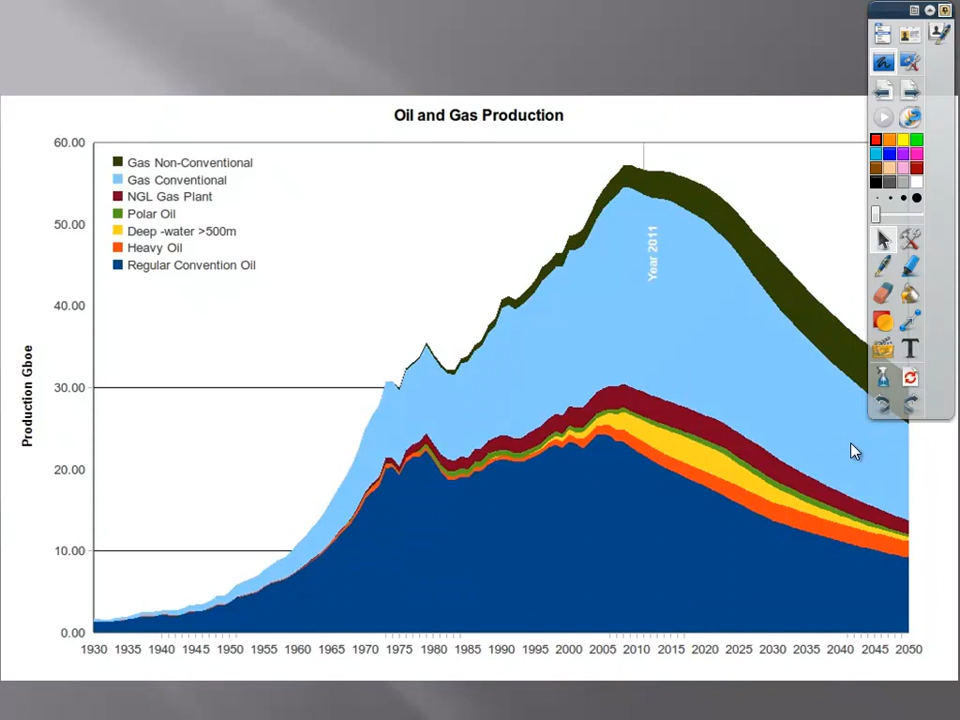 Oil and Gas Production
60.00
50.00
40.00
30.00
20.00
10.00
0.00
Production Gboe
Gas Non-Conventional
Gas Conventional
NGL Gas Plant
Polar Oil
Deep -water >500m
Heavy Oil
Regular Convention Oil
Year 2011
1930 1935 1940 1945 1950 1955 1960 1965 1970 1975 1980 1985 1990 1995 2000 2005 2010 2015 2020 2025 2030 2035 2040 2045 2050
T